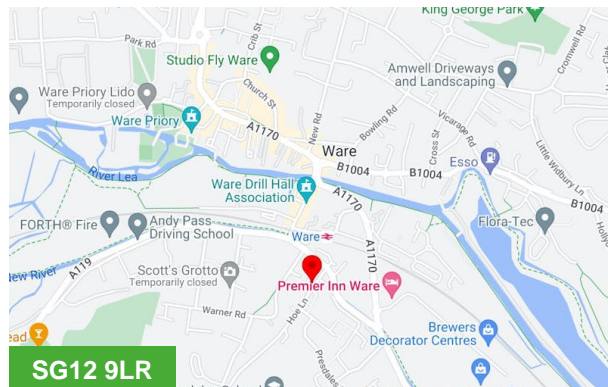 King George Park
Park Rd
Crib St
Cromwell Rd
Studio Fly Ware
Amwell Driveways
and Landscaping
Ware Priory Lido
Temporarily closed
Church St
New Rd
Bowling Rd
Vicarage Rd
Ware Priory
A1170
Cross St
Ware
Esso
Little Widbury Ln
B1004
B1004
B1004
River Lea
Ware Drill Hall
Association
A1170
FORTH® Fire
Andy Pass
Driving School
Flora-Tec
Ware
A1170
New River
A119
Scott's Grotto
Temporarily closed
Premier Inn Ware
Warner Rd
Hoe Ln
Brewers
Decorator Centres
SG12 9LR